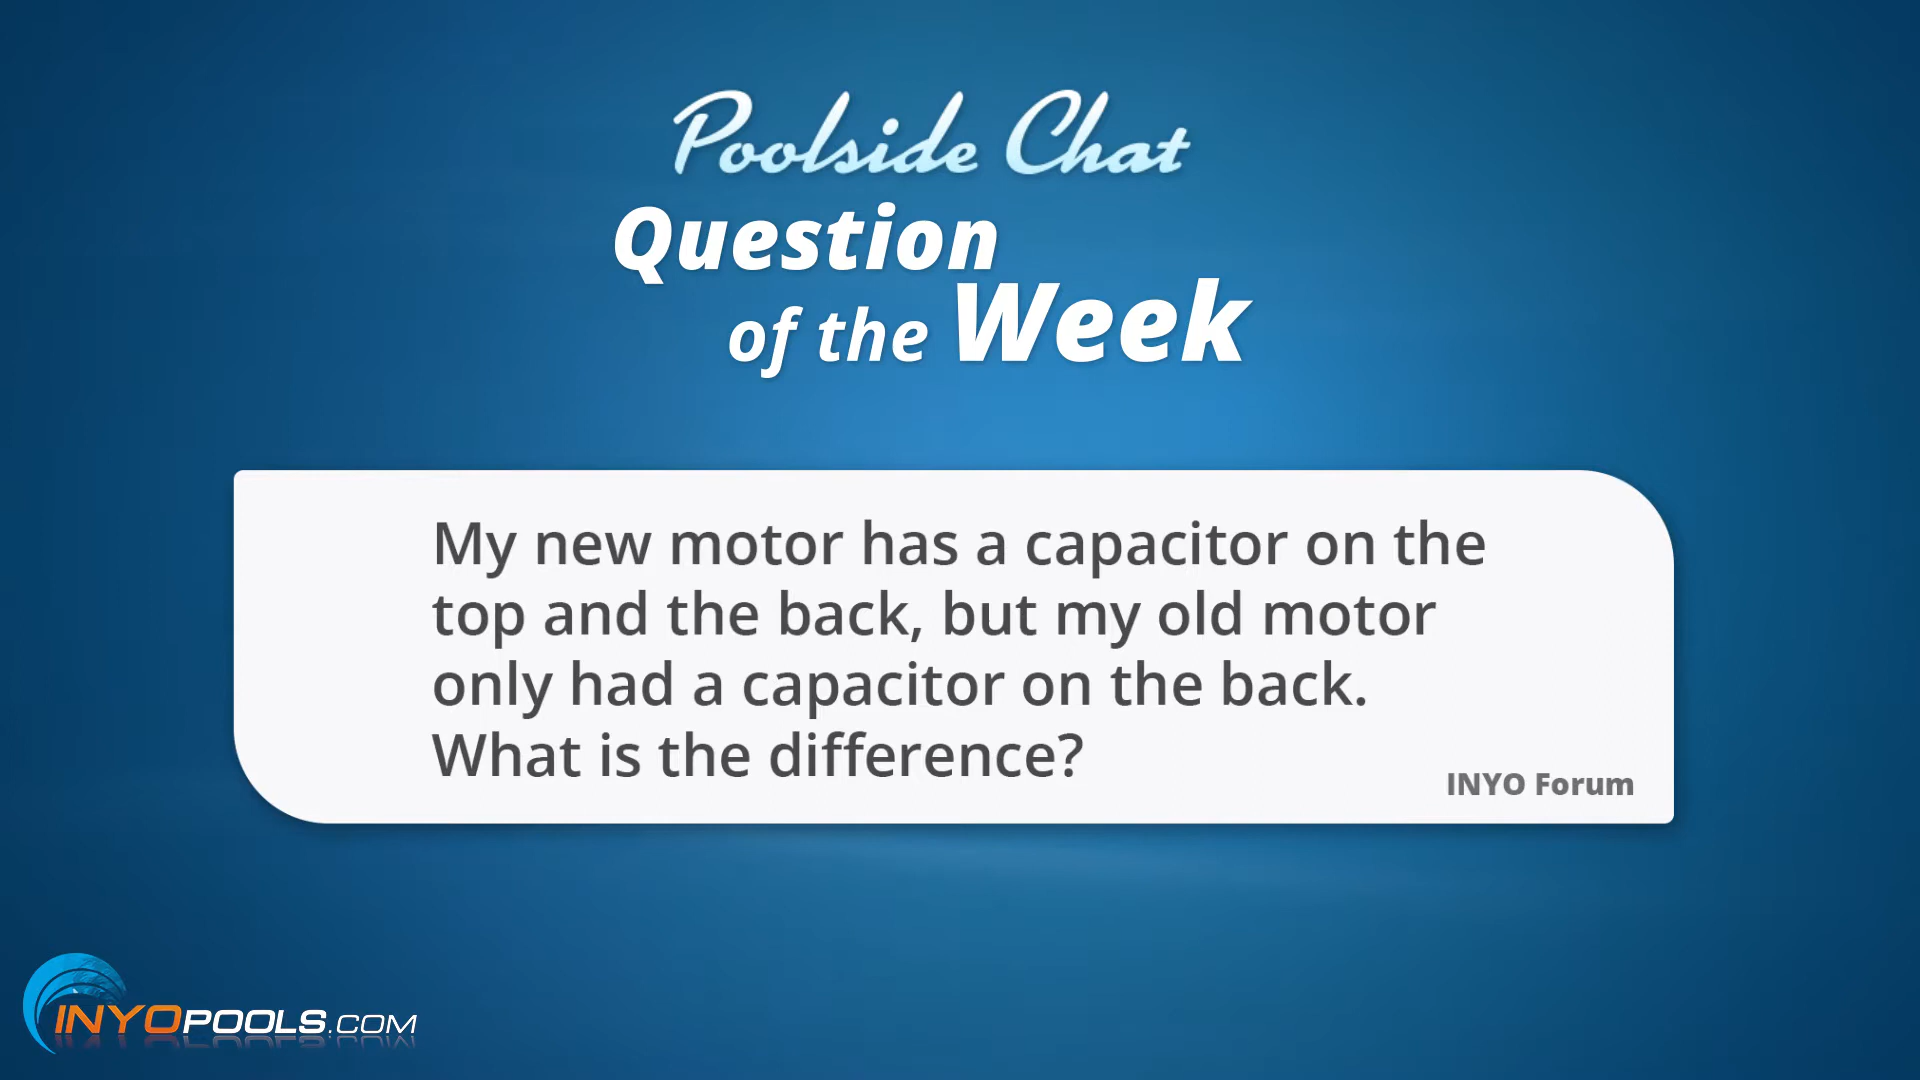 Poolside Chat
Question
of the Week
My new motor has a capacitor on the
top and the back, but my old motor
only had a capacitor on the back.
What is the difference?
INYO Forum
INYOPOOLS.COM